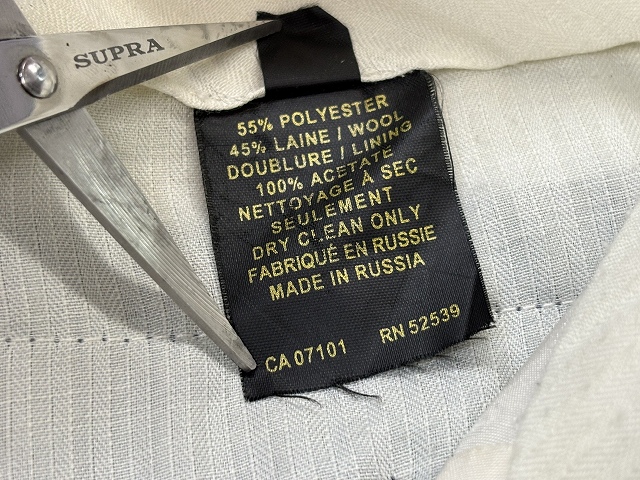 SUPRA
55% POLYESTER
45% LAINE / WOOL
DOUBLURE / LINING
100% ACETATE
NETTOYAGE À SEC
SEULEMENT
DRY CLEAN ONLY
FABRIQUÉ EN RUSSIE
MADE IN RUSSIA
CA 07101 RN 52539